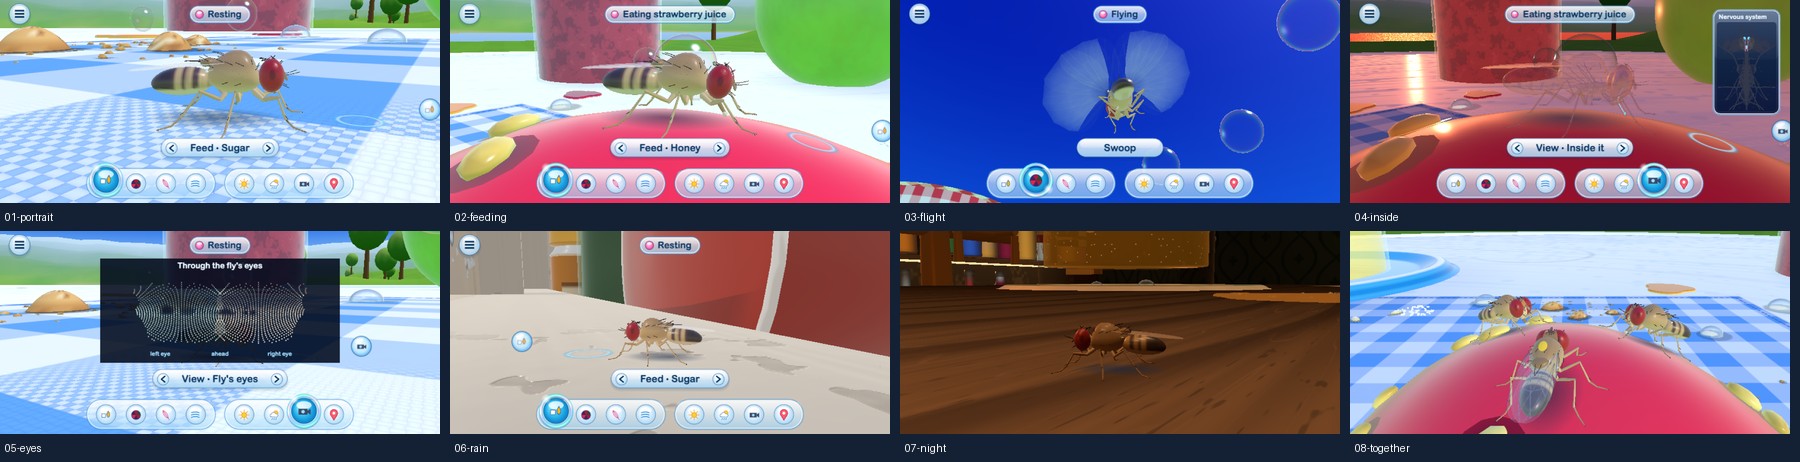 Resting
Feed • Sugar
01-portrait
Eating strawberry juice
Feed • Honey
02-feeding
Flying
Swoop
03-flight
Eating strawberry juice
Nervous system
View • Inside it
04-inside
Resting
Through the fly's eyes
left eye
ahead
right eye
View • Fly's eyes
05-eyes
Resting
Feed • Sugar
06-rain
07-night
08-together